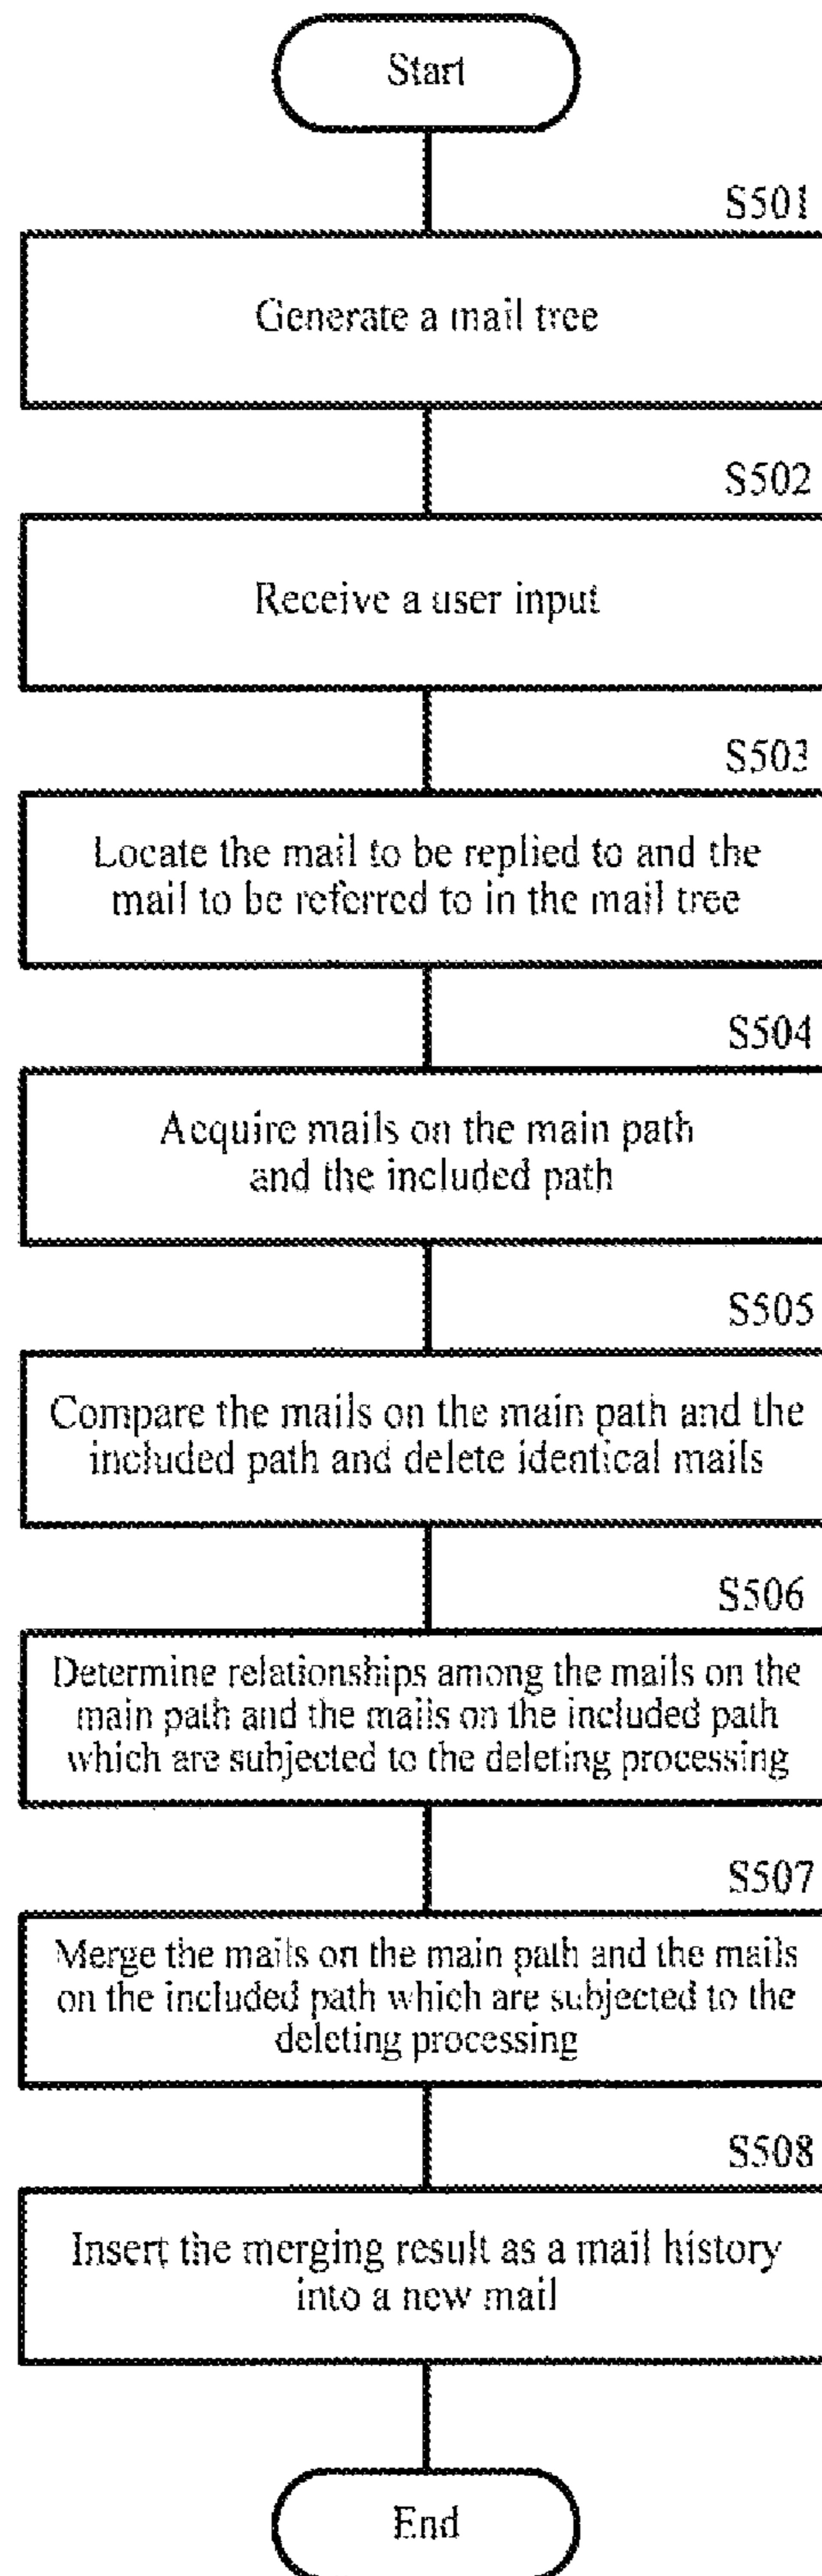 Start
S501
Generate a mail tree
S502
Receive a user input
S503
Locate the mail to be replied to and the
mail to be referred to in the mail tree
S504
Acquire mails on the main path
and the included path
S505
Compare the mails on the main path and the
included path and delete identical mails
S506
Determine relationships among the mails on the
main path and the mails on the included path
which are subjected to the deleting processing
S507
Merge the mails on the main path and the mails
on the included path which are subjected to the
deleting processing
S508
Insert the merging result as a mail history
into a new mail
End